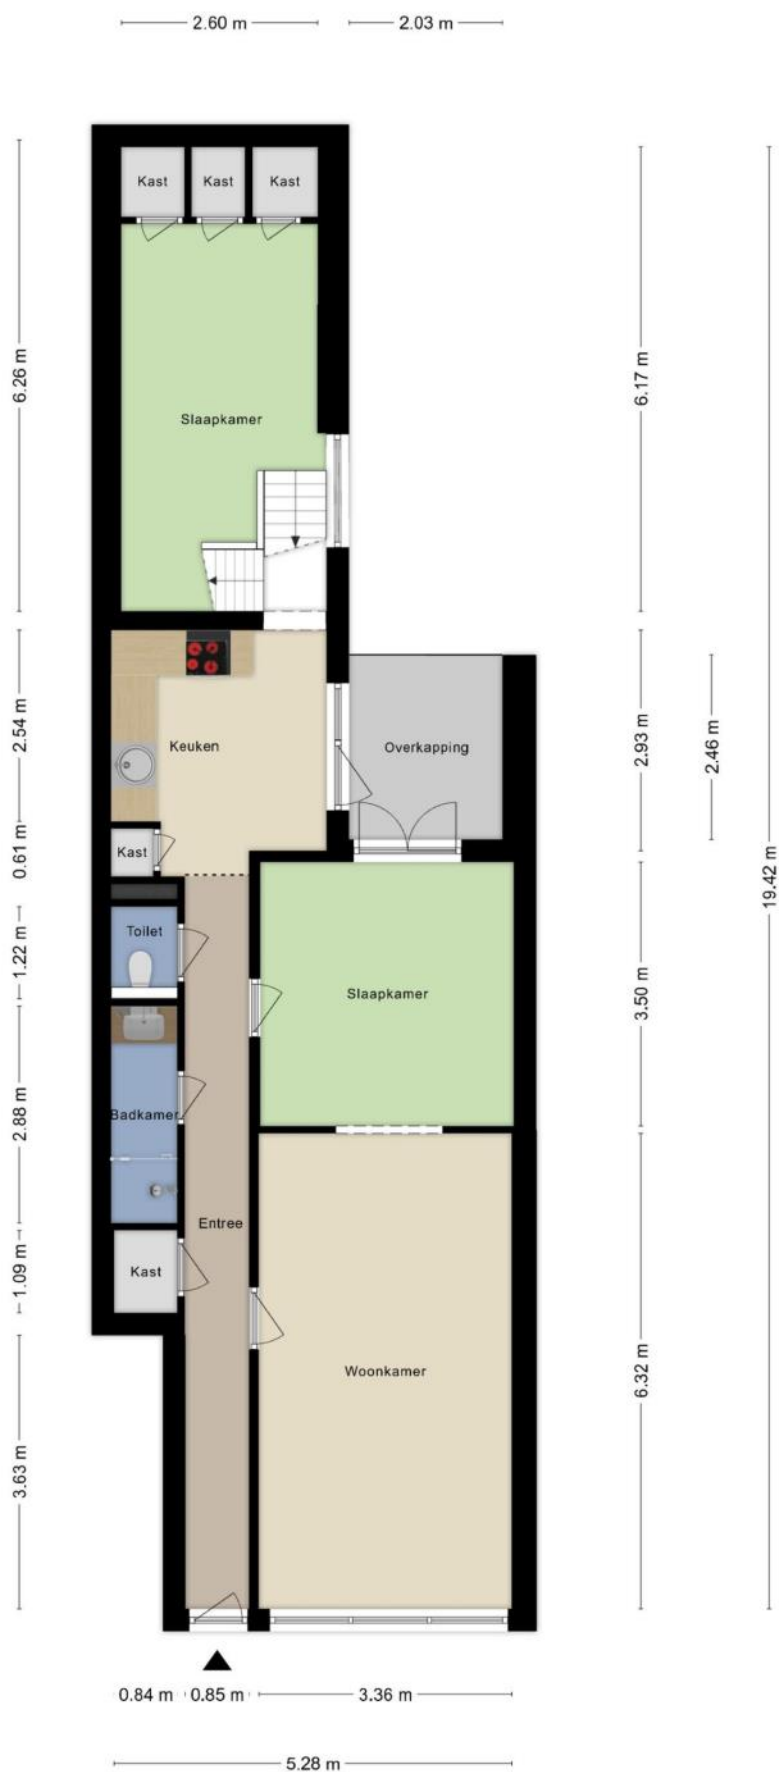 2.60 m
2.03 m
Kast
Kast
Kast
6.26 m
6.17 m
Slaapkamer
2.54 m
Keuken
Overkapping
2.93 m
2.46 m
0.61 m
Kast
19.42 m
1.22 m
Toilet
Slaapkamer
3.50 m
2.88 m
Badkamer
Entree
1.09 m
Kast
Woonkamer
6.32 m
3.63 m
0.84 m
0.85 m
3.36 m
5.28 m